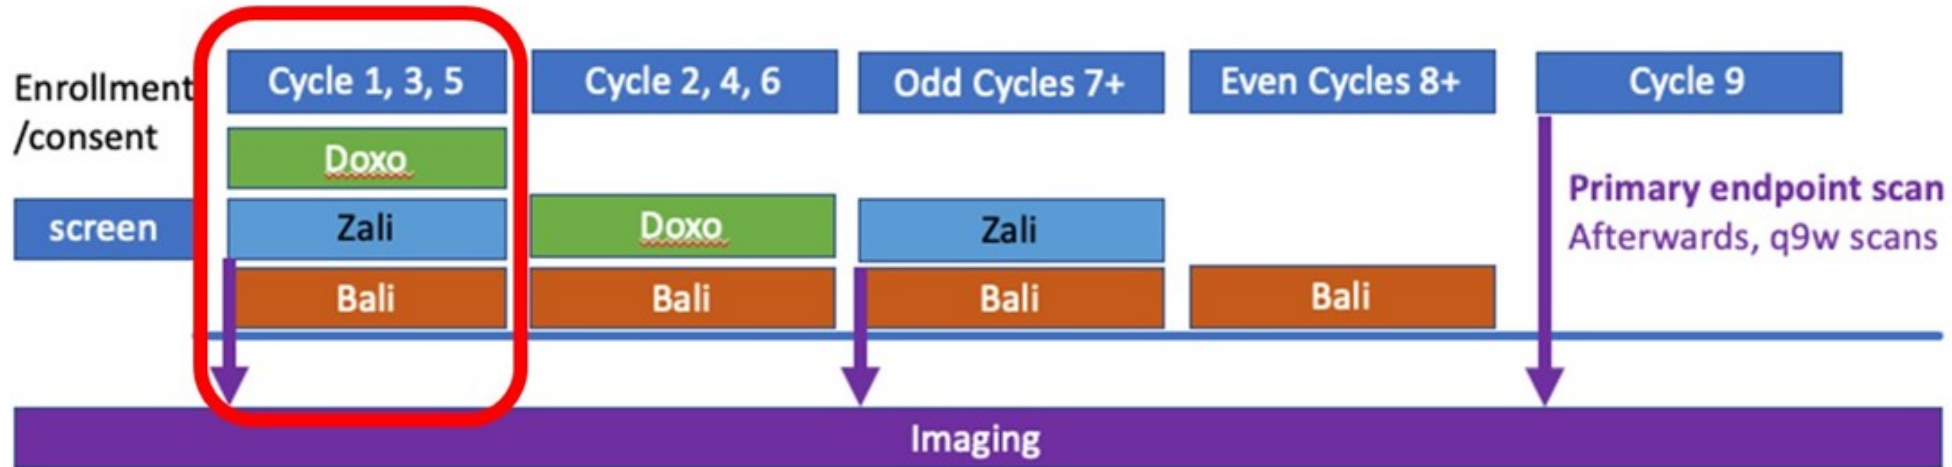 Enrollment
/consent
screen
Cycle 1, 3, 5
Doxo
Zali
Bali
Cycle 2, 4, 6
Doxo
Bali
Odd Cycles 7+
Zali
Bali
Even Cycles 8+
Bali
Cycle 9
Primary endpoint scan
Afterwards, q9w scans
Imaging